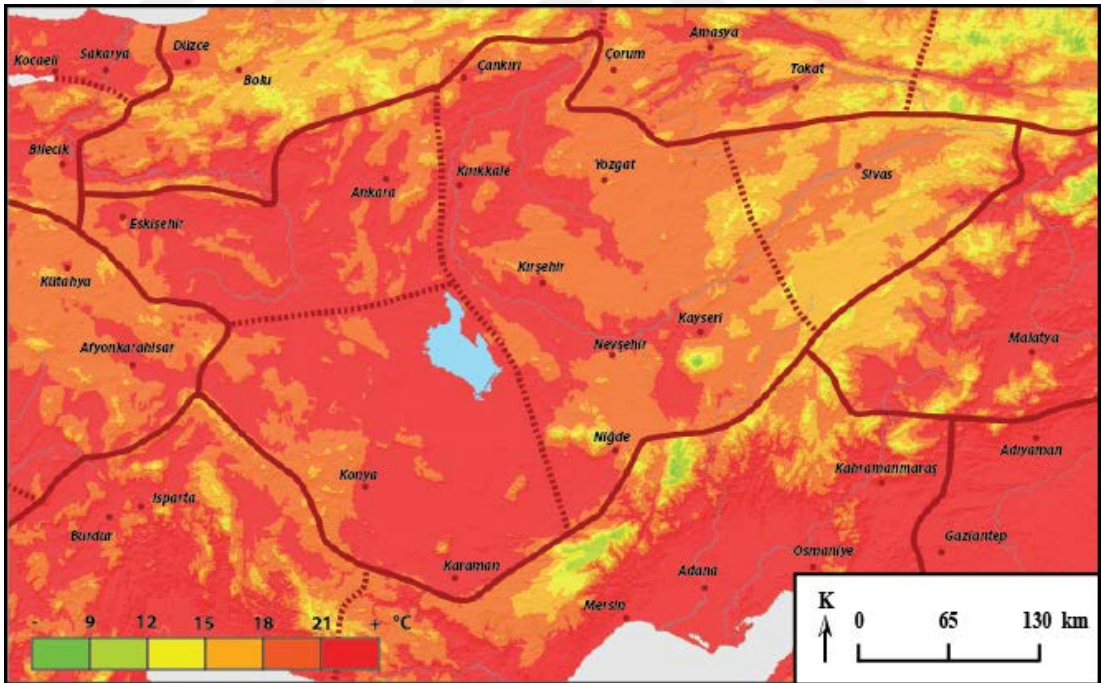 Kocaeli
Sakarya
Düzce
Bolu
Çankırı
Çorum
Amasya
Tokat
Bilecik
Ankara
Kırıkkale
Yozgat
Sivas
Eskişehir
Kütahya
Kırşehir
Afyonkarahisar
Nevşehir
Kayseri
Malatya
Niğde
Konya
Isparta
Burdur
Kahramanmaraş
Adıyaman
Karaman
Mersin
Adana
Osmaniye
Gaziantep
- 9 12 15 18 21 + °C
K
0 65 130 km